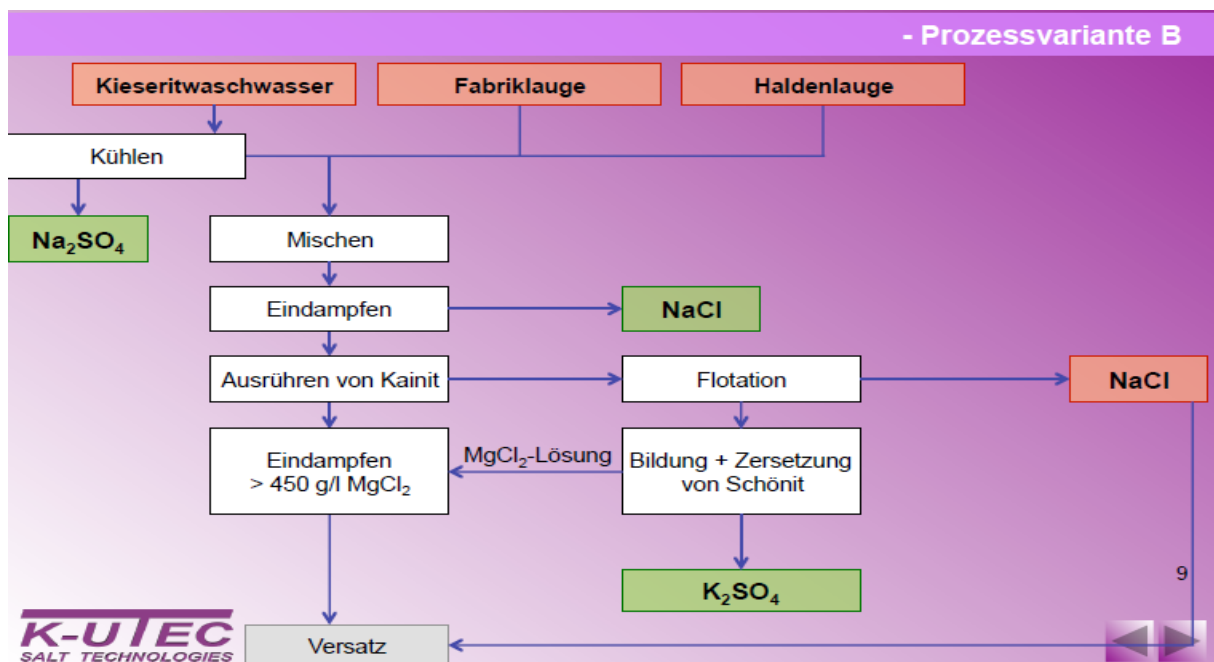 - Prozessvariante B
Kieseritwaschwasser
Fabriklauge
Haldenlauge
Kühlen
Na₂SO₄
Mischen
Eindampfen
NaCl
Ausrühren von Kainit
Flotation
NaCl
Eindampfen
> 450 g/l MgCl₂
MgCl₂-Lösung
Bildung + Zersetzung
von Schönit
K₂SO₄
9
Versatz
K-UTEC
SALT TECHNOLOGIES